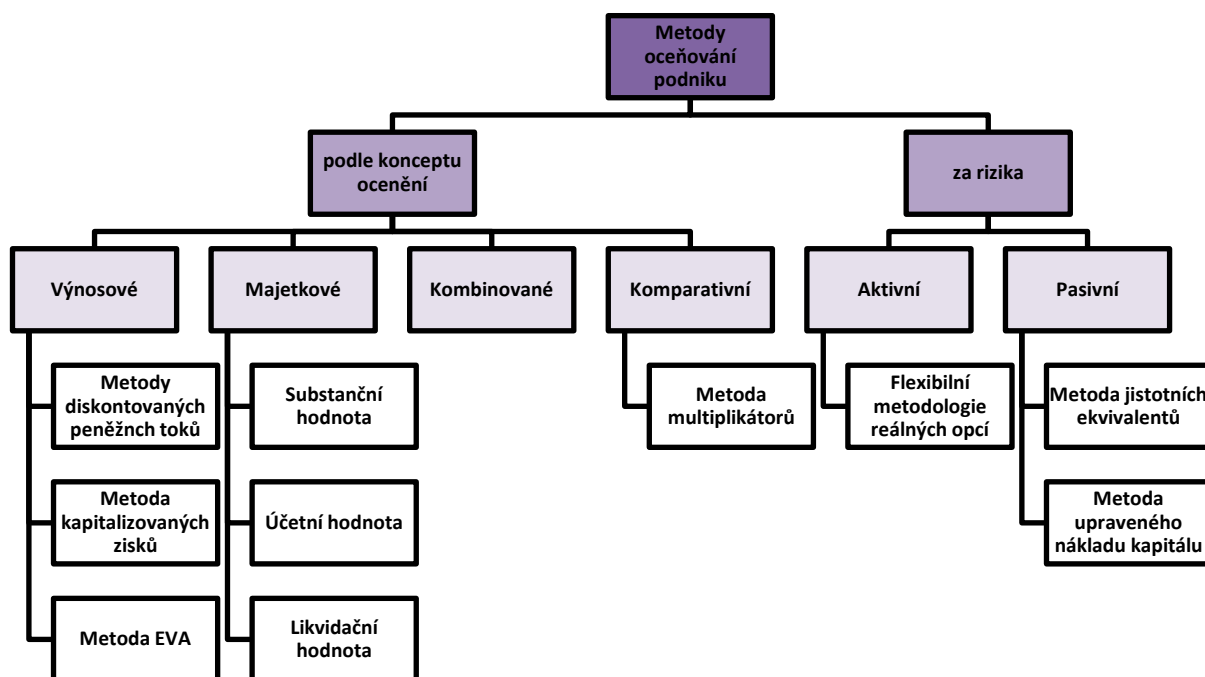 Metody
oceňování
podniku
podle konceptu
ocenění
za rizika
Výnosové
Majetkové
Kombinované
Komparativní
Aktivní
Pasivní
Metody
diskontovaných
peněžnch toků
Substanční
hodnota
Metoda
multiplikátorů
Flexibilní
metodologie
reálných opcí
Metoda jistotních
ekvivalentů
Metoda
kapitalizovaných
zisků
Účetní hodnota
Metoda
upraveného
nákladu kapitálu
Metoda EVA
Likvidační
hodnota